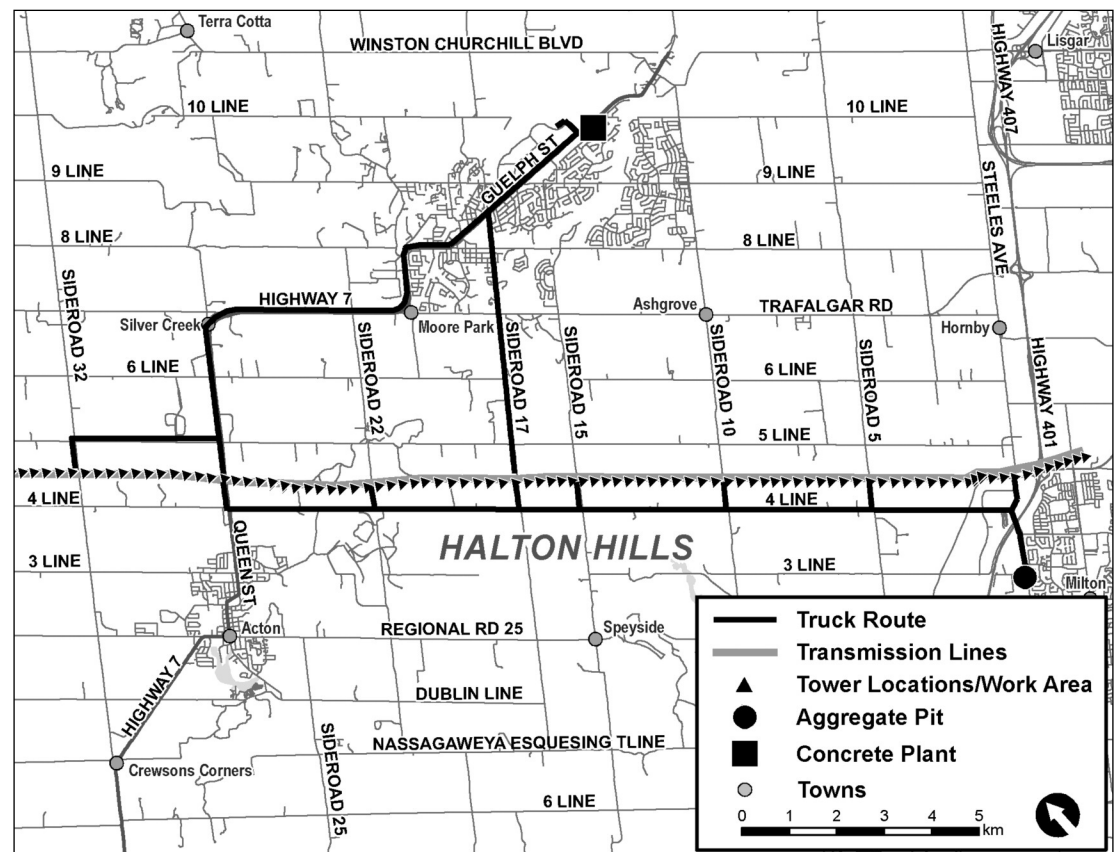 Terra Cotta
WINSTON CHURCHILL BLVD
Lisgar
HIGHWAY 407
10 LINE
10 LINE
GUELPH ST
9 LINE
9 LINE
STEELES AVE
8 LINE
8 LINE
SIDEROAD 32
HIGHWAY 7
Silver Creek
Moore Park
Ashgrove
TRAFALGAR RD
Hornby
SIDEROAD 22
SIDEROAD 17
SIDEROAD 15
SIDEROAD 10
SIDEROAD 5
HIGHWAY 401
6 LINE
6 LINE
5 LINE
4 LINE
4 LINE
QUEEN ST
HALTON HILLS
3 LINE
3 LINE
Milton
Acton
REGIONAL RD 25
Speyside
HIGHWAY 7
DUBLIN LINE
SIDEROAD 25
NASSAGAWEYA ESQUESING TLINE
Crewsons Corners
6 LINE
Truck Route
Transmission Lines
Tower Locations/Work Area
Aggregate Pit
Concrete Plant
Towns
0 1 2 3 4 5
km